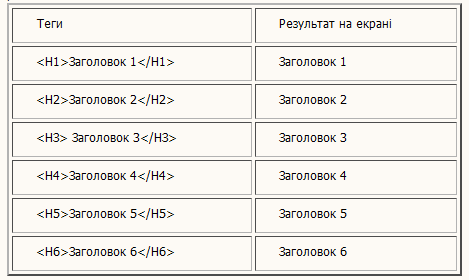 Теги Результат на екрані
<H1>Заголовок 1</H1> Заголовок 1
<H2>Заголовок 2</H2> Заголовок 2
<H3> Заголовок 3</H3> Заголовок 3
<H4>Заголовок 4</H4> Заголовок 4
<H5>Заголовок 5</H5> Заголовок 5
<H6>Заголовок 6</H6> Заголовок 6